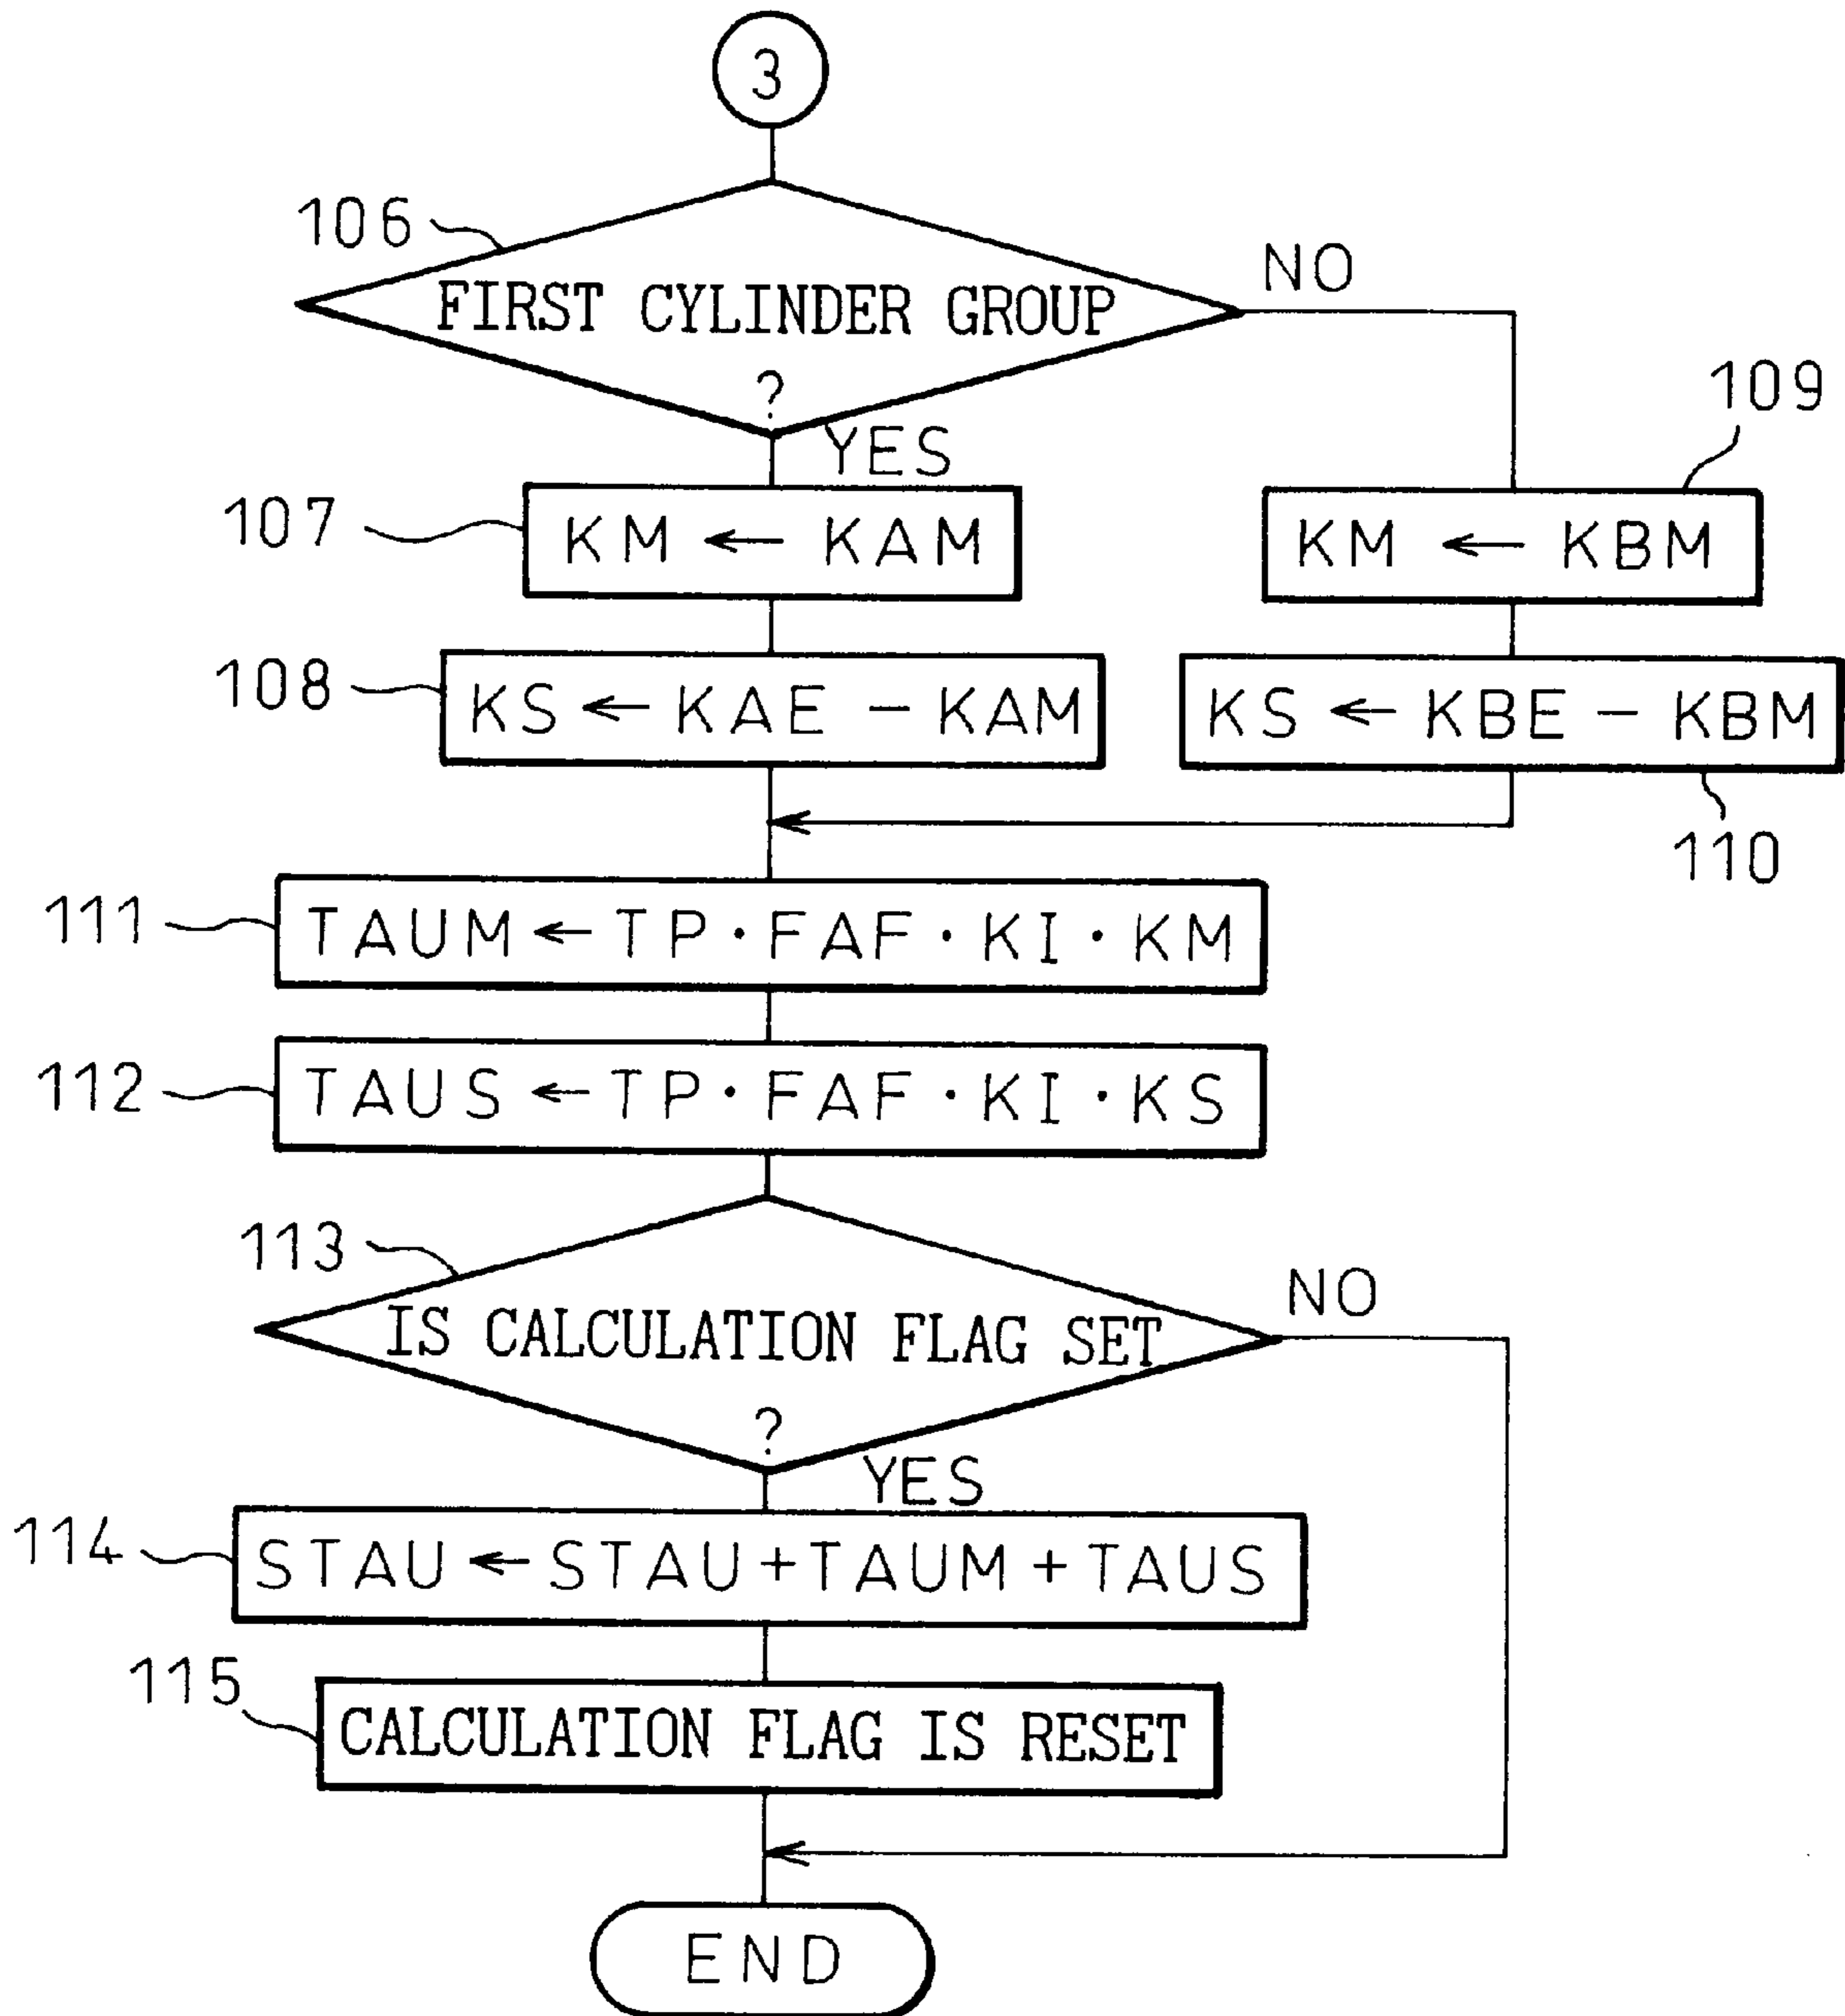 3
106
FIRST CYLINDER GROUP
?
NO
YES
107
KM ← KAM
109
KM ← KBM
108
KS ← KAE - KAM
KS ← KBE - KBM
110
111
TAUM ← TP · FAF · KI · KM
112
TAUS ← TP · FAF · KI · KS
113
IS CALCULATION FLAG SET
?
NO
YES
114
STAU ← STAU + TAUM + TAUS
115
CALCULATION FLAG IS RESET
END